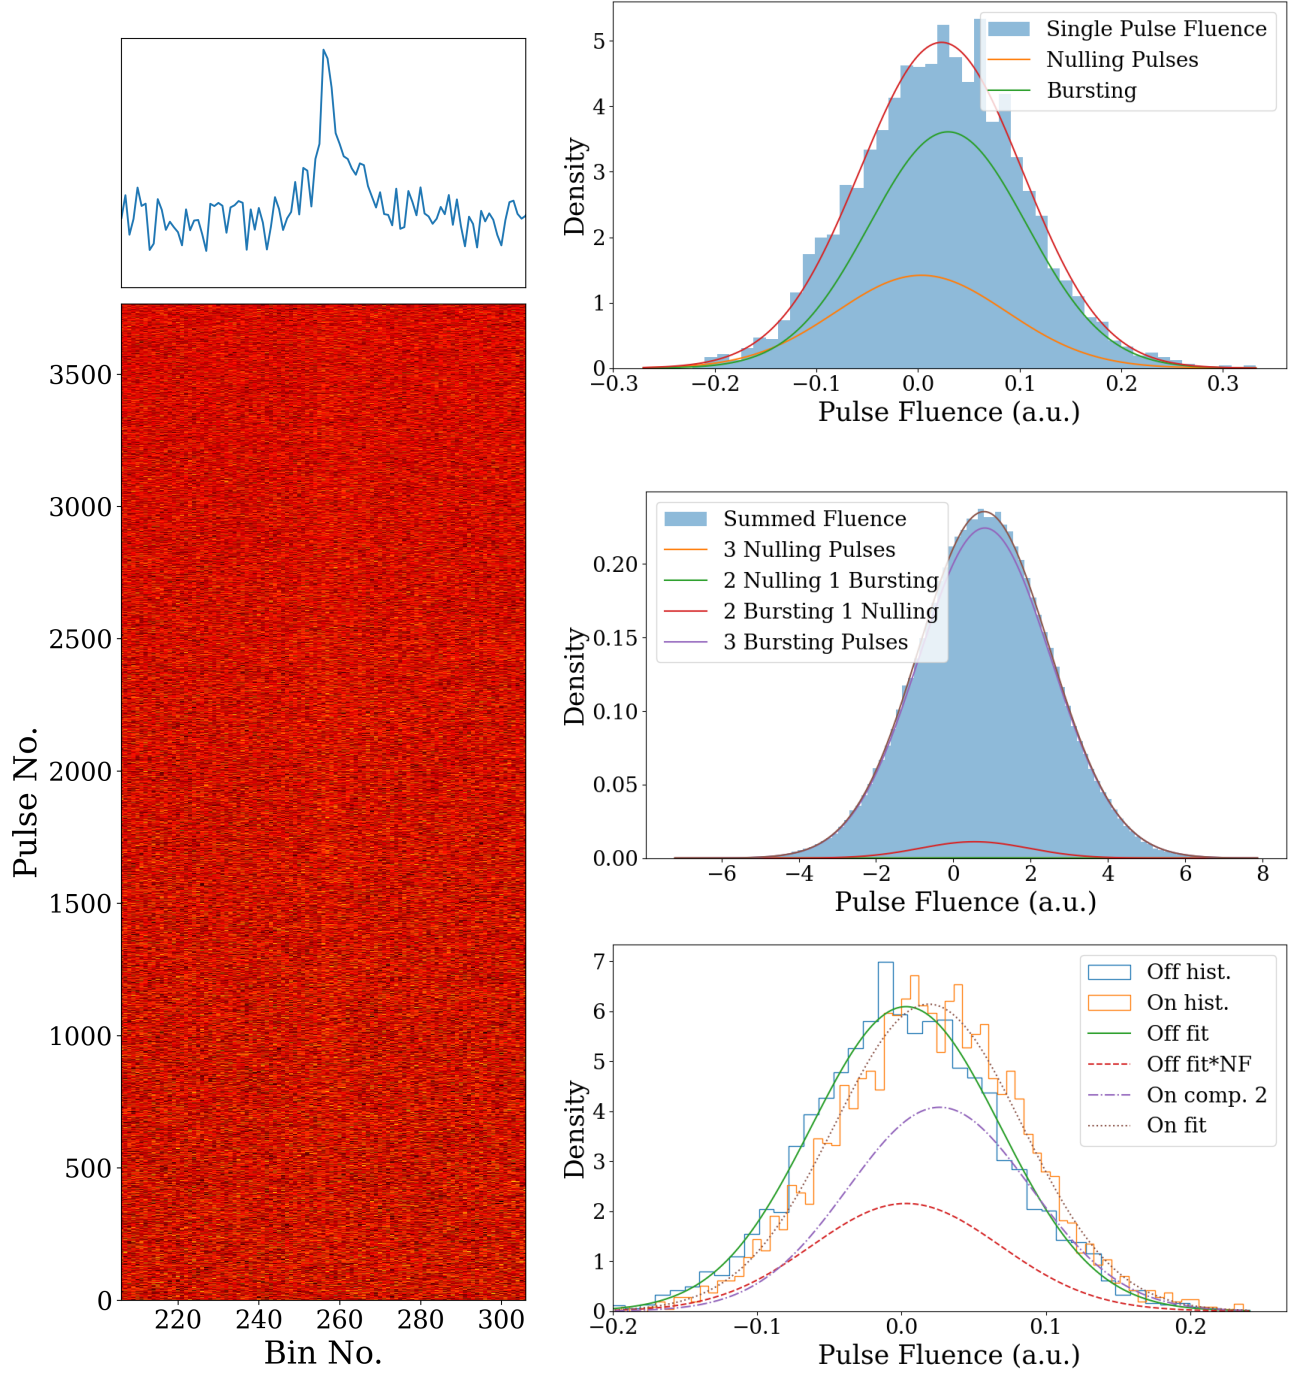 3500
3000
2500
2000
1500
1000
500
0
Pulse No.
220 240 260 280 300
Bin No.
5
4
3
2
1
0
Density
Single Pulse Fluence
Nulling Pulses
Bursting
−0.3 −0.2 −0.1 0.0 0.1 0.2 0.3
Pulse Fluence (a.u.)
0.20
0.15
0.10
0.05
0.00
Density
Summed Fluence
3 Nulling Pulses
2 Nulling 1 Bursting
2 Bursting 1 Nulling
3 Bursting Pulses
−6 −4 −2 0 2 4 6 8
Pulse Fluence (a.u.)
7
6
5
4
3
2
1
0
Density
Off hist.
On hist.
Off fit
Off fit*NF
On comp. 2
On fit
−0.2 −0.1 0.0 0.1 0.2
Pulse Fluence (a.u.)